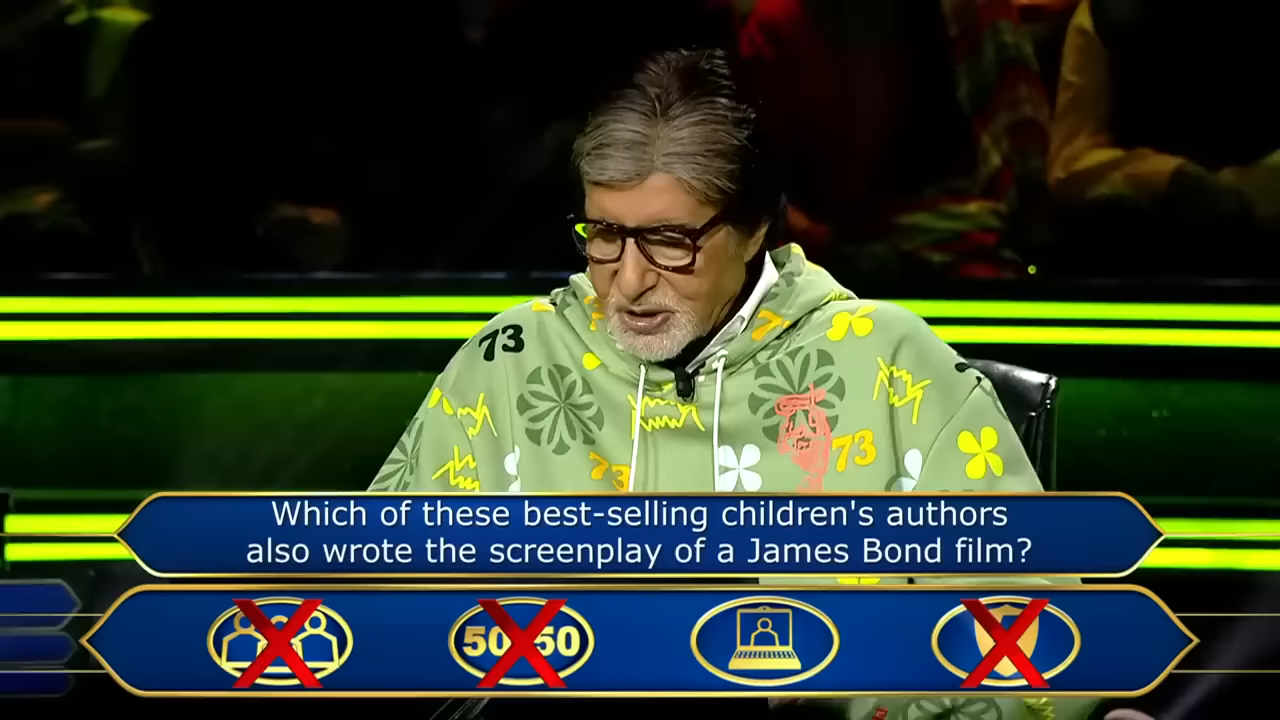 73
73
73
73
Which of these best-selling children's authors
also wrote the screenplay of a James Bond film?
50 50